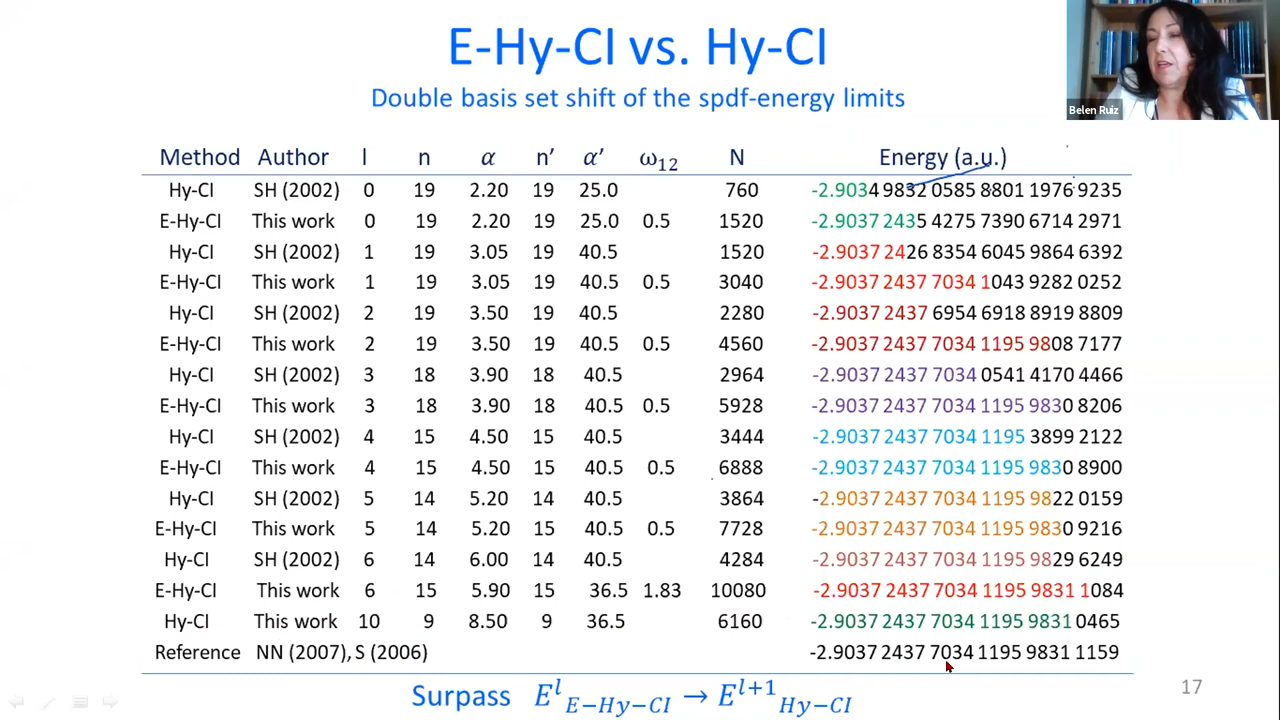 E-Hy-CI vs. Hy-CI
Double basis set shift of the spdf-energy limits
Belen Ruiz
Method Author l n α n’ α’ ω12 N Energy (a.u.)
Hy-CI SH (2002) 0 19 2.20 19 25.0 760 -2.9034 9832 0585 8801 1976 9235
E-Hy-CI This work 0 19 2.20 19 25.0 0.5 1520 -2.9037 2435 4275 7390 6714 2971
Hy-CI SH (2002) 1 19 3.05 19 40.5 1520 -2.9037 2426 8354 6045 9864 6392
E-Hy-CI This work 1 19 3.05 19 40.5 0.5 3040 -2.9037 2437 7034 1043 9282 0252
Hy-CI SH (2002) 2 19 3.50 19 40.5 2280 -2.9037 2437 6954 6918 8919 8809
E-Hy-CI This work 2 19 3.50 19 40.5 0.5 4560 -2.9037 2437 7034 1195 9808 7177
Hy-CI SH (2002) 3 18 3.90 18 40.5 2964 -2.9037 2437 7034 0541 4170 4466
E-Hy-CI This work 3 18 3.90 18 40.5 0.5 5928 -2.9037 2437 7034 1195 9830 8206
Hy-CI SH (2002) 4 15 4.50 15 40.5 3444 -2.9037 2437 7034 1195 3899 2122
E-Hy-CI This work 4 15 4.50 15 40.5 0.5 6888 -2.9037 2437 7034 1195 9830 8900
Hy-CI SH (2002) 5 14 5.20 14 40.5 3864 -2.9037 2437 7034 1195 9822 0159
E-Hy-CI This work 5 14 5.20 15 40.5 0.5 7728 -2.9037 2437 7034 1195 9830 9216
Hy-CI SH (2002) 6 14 6.00 14 40.5 4284 -2.9037 2437 7034 1195 9829 6249
E-Hy-CI This work 6 15 5.90 15 36.5 1.83 10080 -2.9037 2437 7034 1195 9831 1084
Hy-CI This work 10 9 8.50 9 36.5 6160 -2.9037 2437 7034 1195 9831 0465
Reference NN (2007), S (2006) -2.9037 2437 7034 1195 9831 1159
Surpass E^l E−Hy−CI → E^l+1 Hy−CI
17